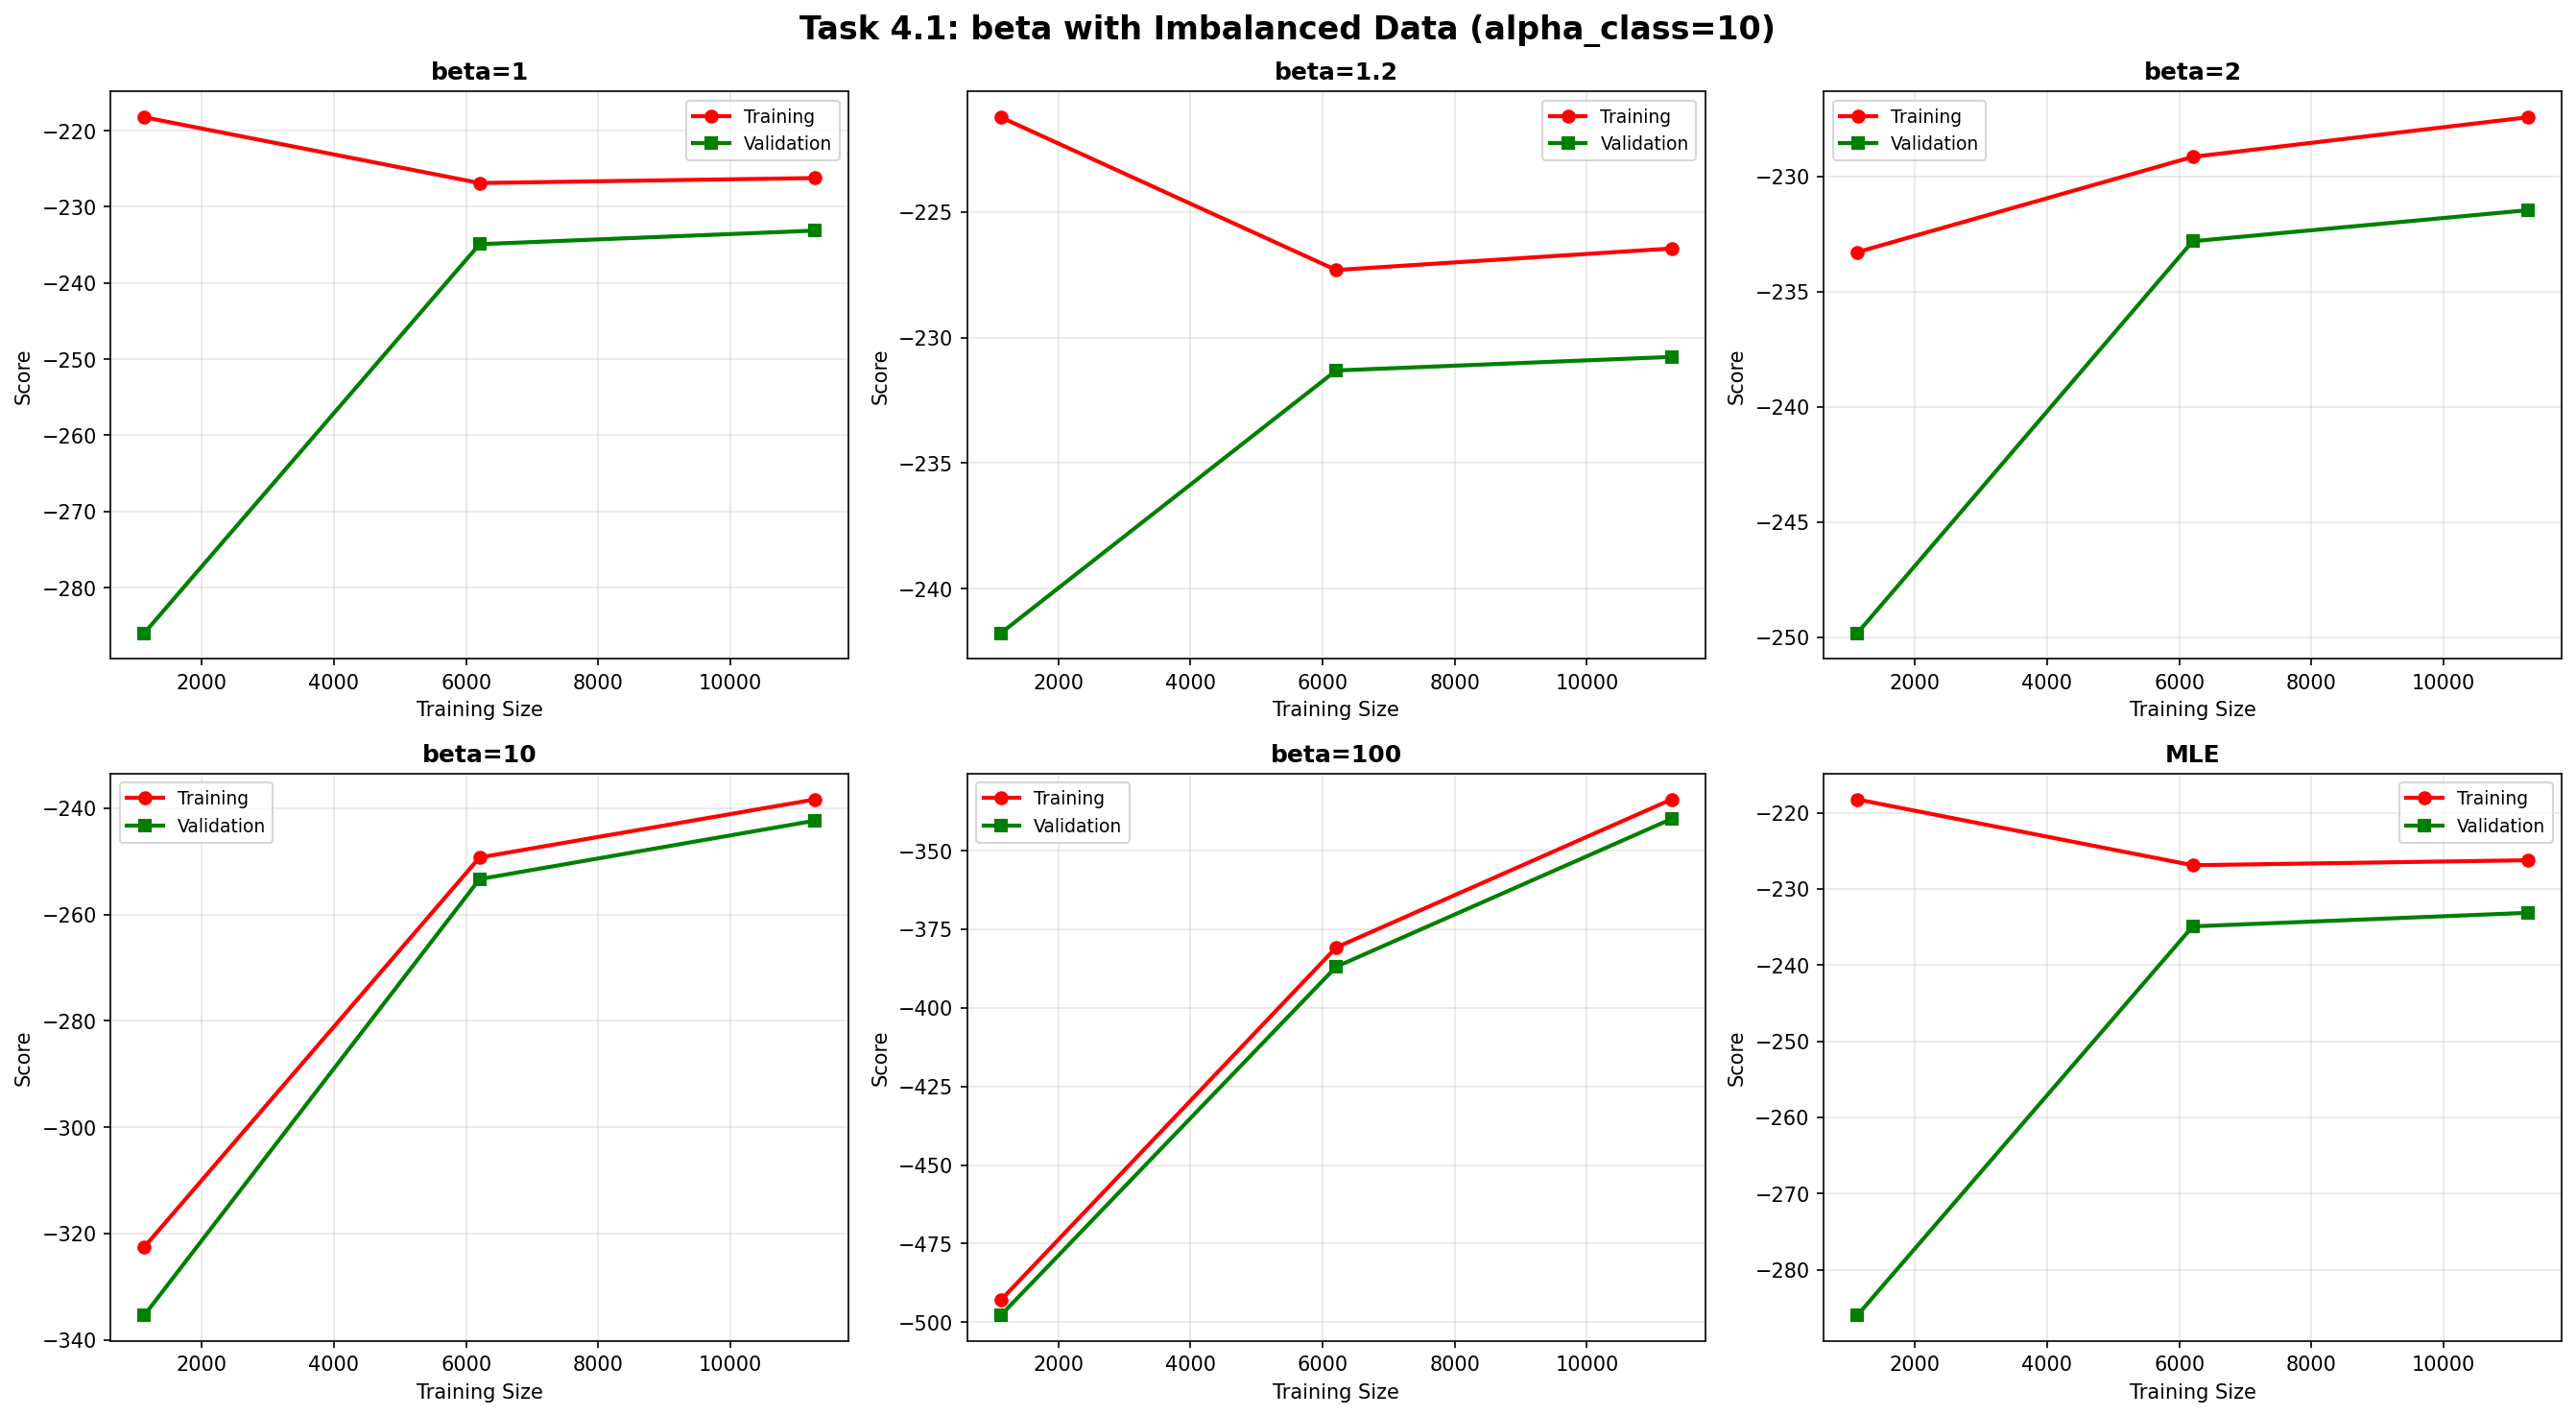 Task 4.1: beta with Imbalanced Data (alpha_class=10)
beta=1
Training
Validation
−220
−230
−240
−250
−260
−270
−280
Score
2000 4000 6000 8000 10000
Training Size
beta=1.2
Training
Validation
−225
−230
−235
−240
Score
2000 4000 6000 8000 10000
Training Size
beta=2
Training
Validation
−230
−235
−240
−245
−250
Score
2000 4000 6000 8000 10000
Training Size
beta=10
Training
Validation
−240
−260
−280
−300
−320
−340
Score
2000 4000 6000 8000 10000
Training Size
beta=100
Training
Validation
−350
−375
−400
−425
−450
−475
−500
Score
2000 4000 6000 8000 10000
Training Size
MLE
Training
Validation
−220
−230
−240
−250
−260
−270
−280
Score
2000 4000 6000 8000 10000
Training Size